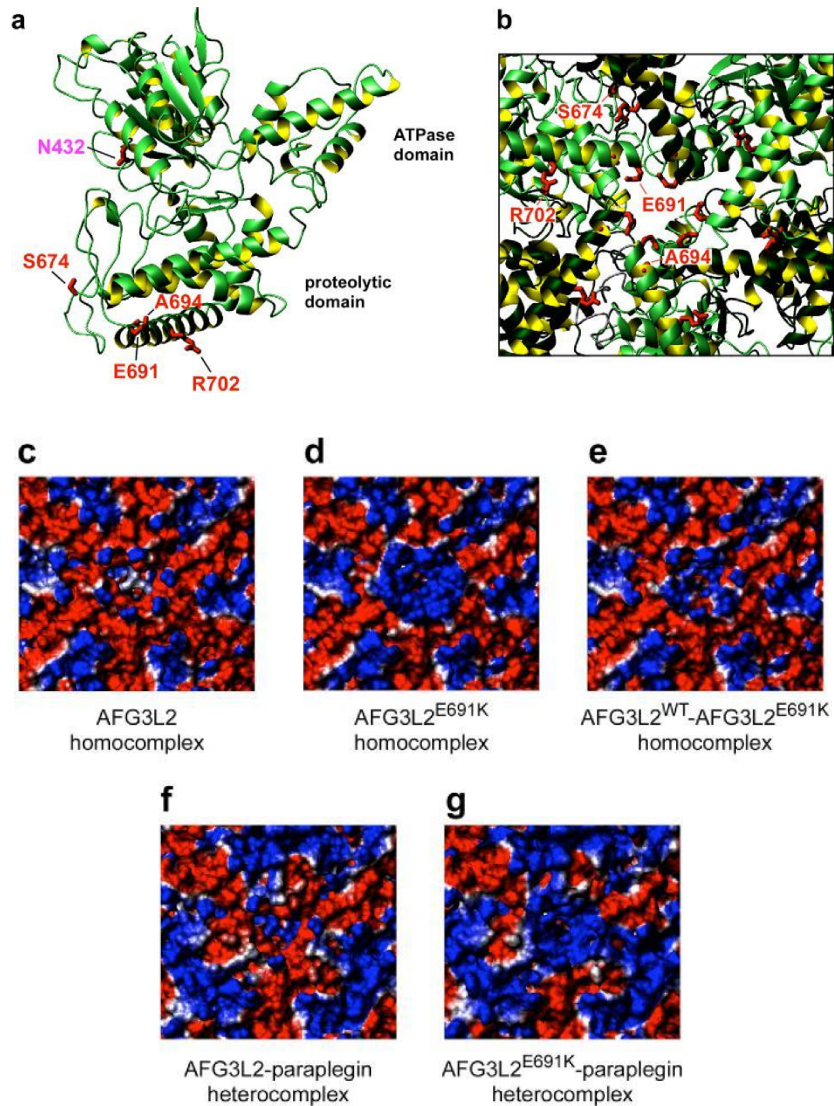 a
N432
ATPase
domain
S674
proteolytic
domain
A694
E691
R702
b
S674
E691
R702
A694
c
AFG3L2
homocomplex
d
AFG3L2E691K
homocomplex
e
AFG3L2WT-AFG3L2E691K
homocomplex
f
AFG3L2-paraplegin
heterocomplex
g
AFG3L2E691K-paraplegin
heterocomplex